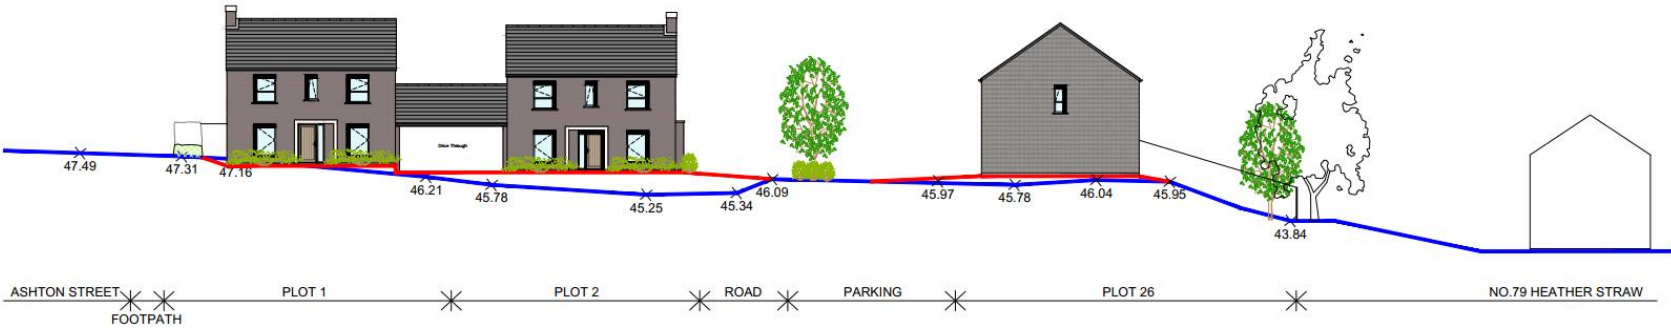 Drive Through
47.49
47.31
47.16
46.21
45.78
45.25
45.34
46.09
45.97
45.78
46.04
45.95
43.84
ASHTON STREET
FOOTPATH
PLOT 1
PLOT 2
ROAD
PARKING
PLOT 26
NO.79 HEATHER STRAW